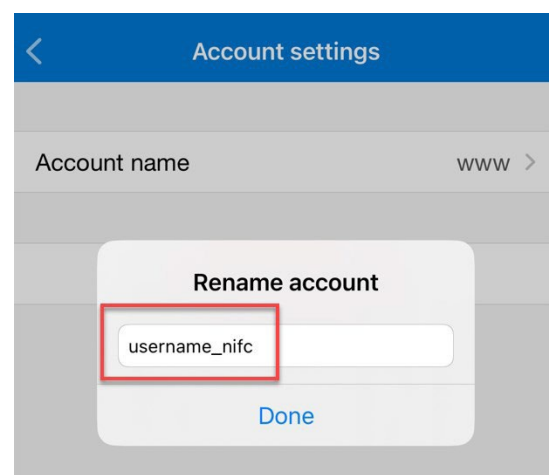 Account settings
Account name www
Rename account
username_nifc
Done